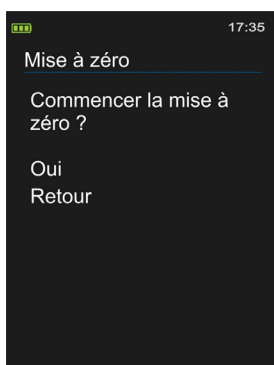 17:35
Mise à zéro
Commencer la mise à
zéro ?
Oui
Retour